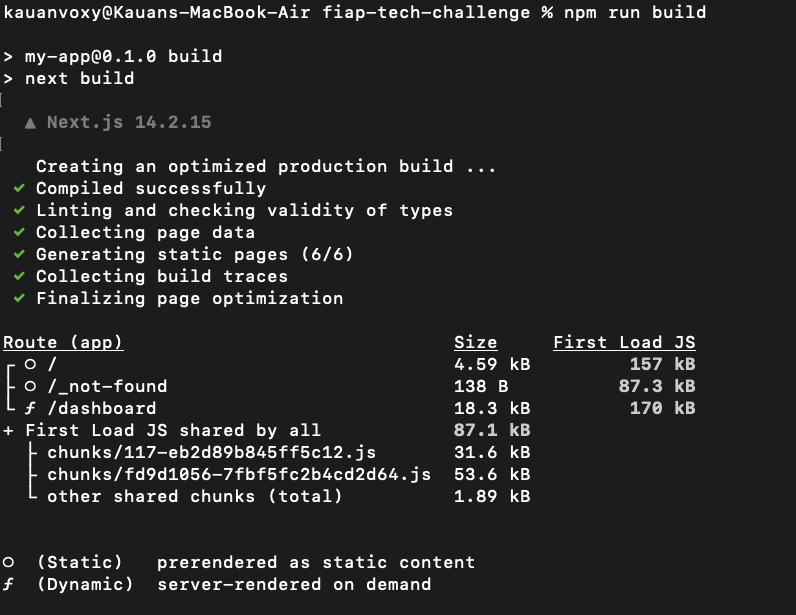 kauanvoxy@Kauans-MacBook-Air fiap-tech-challenge % npm run build
> my-app@0.1.0 build
> next build
▲ Next.js 14.2.15
Creating an optimized production build ...
✓ Compiled successfully
✓ Linting and checking validity of types
✓ Collecting page data
✓ Generating static pages (6/6)
✓ Collecting build traces
✓ Finalizing page optimization
Route (app) Size First Load JS
┌ ○ / 4.59 kB 157 kB
├ ○ /_not-found 138 B 87.3 kB
└ ƒ /dashboard 18.3 kB 170 kB
+ First Load JS shared by all 87.1 kB
├ chunks/117-eb2d89b845ff5c12.js 31.6 kB
├ chunks/fd9d1056-7fbf5fc2b4cd2d64.js 53.6 kB
└ other shared chunks (total) 1.89 kB
○ (Static) prerendered as static content
ƒ (Dynamic) server-rendered on demand